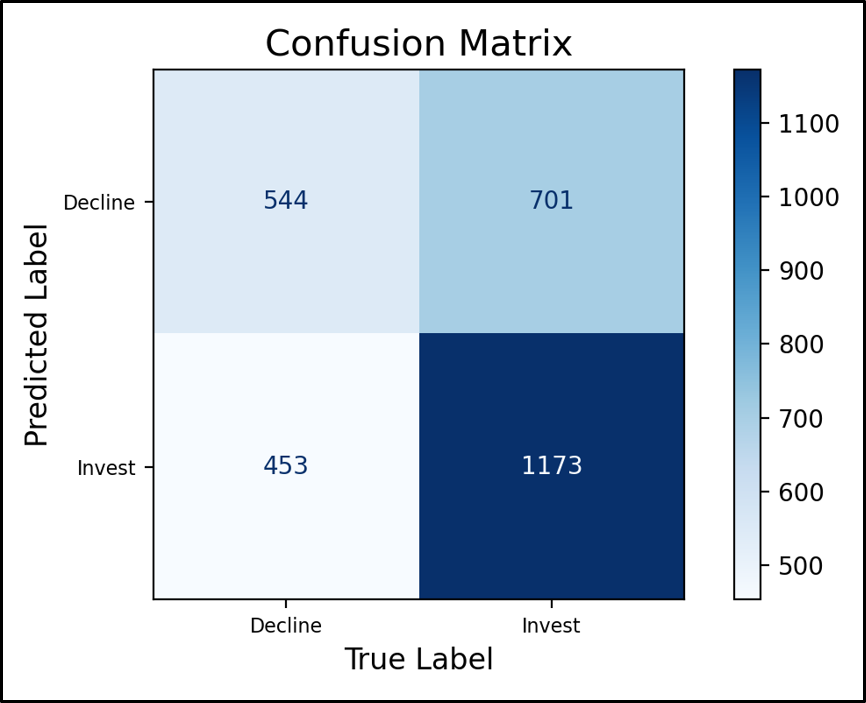 Confusion Matrix
Predicted Label
Decline
544
701
Invest
453
1173
Decline
Invest
True Label
1100
1000
900
800
700
600
500